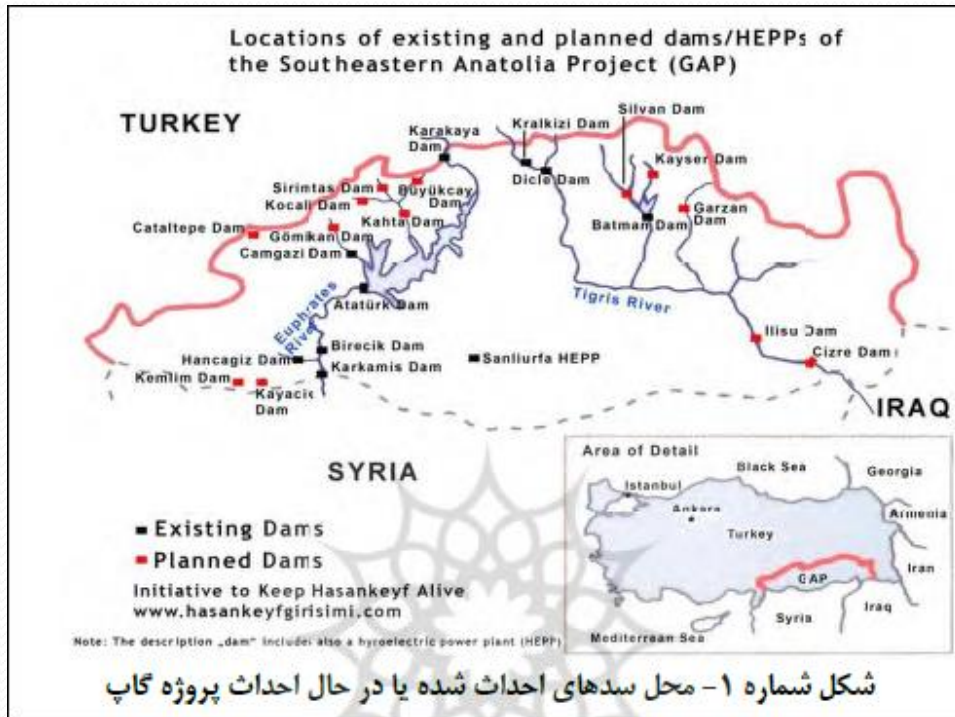 Locations of existing and planned dams/HEPPs of
the Southeastern Anatolia Project (GAP)
TURKEY
Karakaya
Dam
Kralkizi Dam
Silvan Dam
Kayser Dam
Dicle Dam
Sirintas Dam
Büyükcay
Dam
Kocali Dam
Kahta Dam
Batman Dam
Garzan
Dam
Cataltepe Dam
Gömikan Dam
Camgazi Dam
Atatürk Dam
Euphrates
River
Tigris River
Birecik Dam
Ilisu Dam
Hancagiz Dam
Sanliurfa HEPP
Cizre Dam
Karkamis Dam
Kemlim Dam
Kayacik
Dam
IRAQ
SYRIA
Existing Dams
Planned Dams
Initiative to Keep Hasankeyf Alive
www.hasankeyfgirisimi.com
Note: The description „dam" includes also a hyroelectric power plant (HEPP)
Area of Detail
Black Sea
Georgia
Istanbul
Ankara
Armenia
Turkey
Iran
GAP
Syria
Iraq
Mediterrean Sea
شکل شماره ۱- محل سدهای احداث شده یا در حال احداث پروژه گاپ